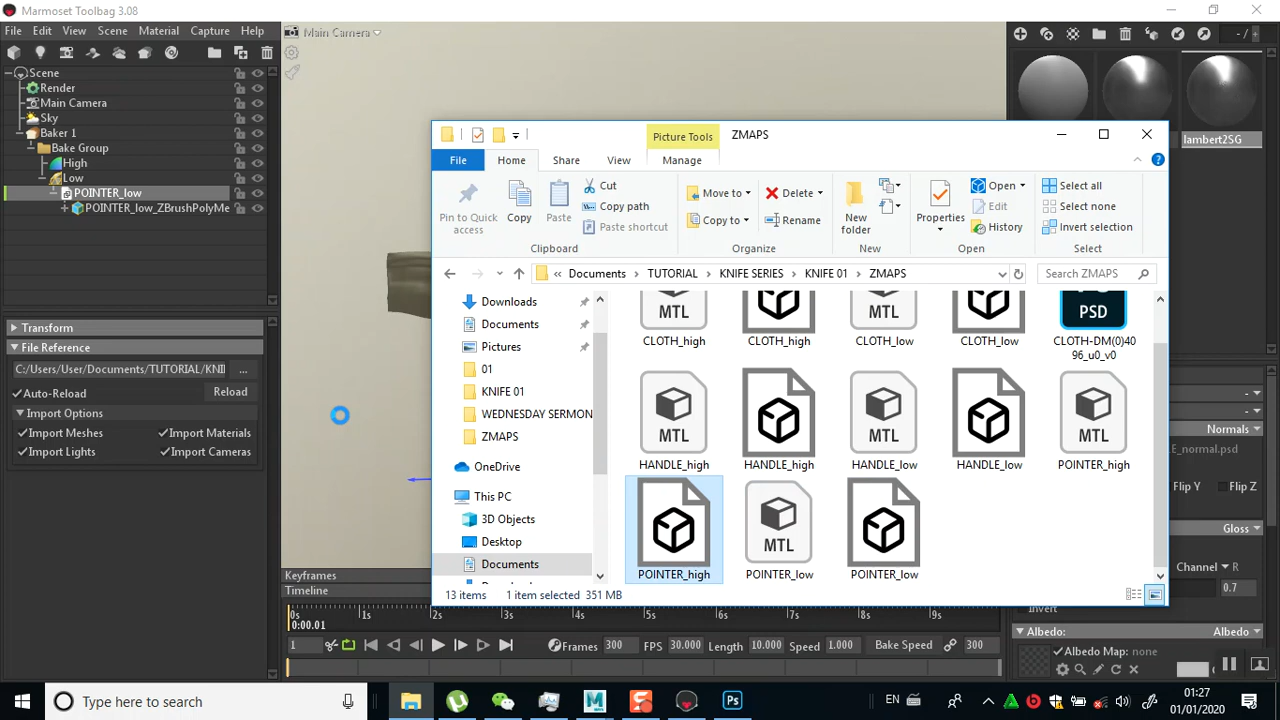 Marmoset Toolbag 3.08
File Edit View Scene Material Capture Help
Main Camera
- /
Scene
Render
Main Camera
Sky
Baker 1
Bake Group
High
Low
POINTER_low
POINTER_low_ZBrushPolyMe
Transform
File Reference
C:/Users/User/Documents/TUTORIAL/KNI ...
Auto-Reload Reload
Import Options
Import Meshes Import Materials
Import Lights Import Cameras
Picture Tools ZMAPS
File Home Share View Manage
Pin to Quick access
Copy
Paste
Cut
Copy path
Paste shortcut
Clipboard
Move to
Copy to
Delete
Rename
Organize
New folder
New
Properties
Open
Edit
History
Open
Select all
Select none
Invert selection
Select
« Documents TUTORIAL KNIFE SERIES KNIFE 01 ZMAPS
Search ZMAPS
Downloads
Documents
Pictures
01
KNIFE 01
WEDNESDAY SERMON
ZMAPS
OneDrive
This PC
3D Objects
Desktop
Documents
MTL
MTL
PSD
CLOTH_high
CLOTH_high
CLOTH_low
CLOTH_low
CLOTH-DM(0)40
96_u0_v0
MTL
MTL
MTL
HANDLE_high
HANDLE_high
HANDLE_low
HANDLE_low
POINTER_high
MTL
POINTER_high
POINTER_low
POINTER_low
13 items 1 item selected 351 MB
lambert2SG
Normals
E_normal.psd
Flip Y Flip Z
Gloss
Channel R
0.7
Invert
Albedo: Albedo
Albedo Map: none
Keyframes
Timeline
0s 1s 2s 3s 4s 5s 6s 7s 8s 9s
0:00.01
1 Frames 300 FPS 30.000 Length 10.000 Speed 1.000 Bake Speed 300
Type here to search
Ps
EN
01:27
01/01/2020